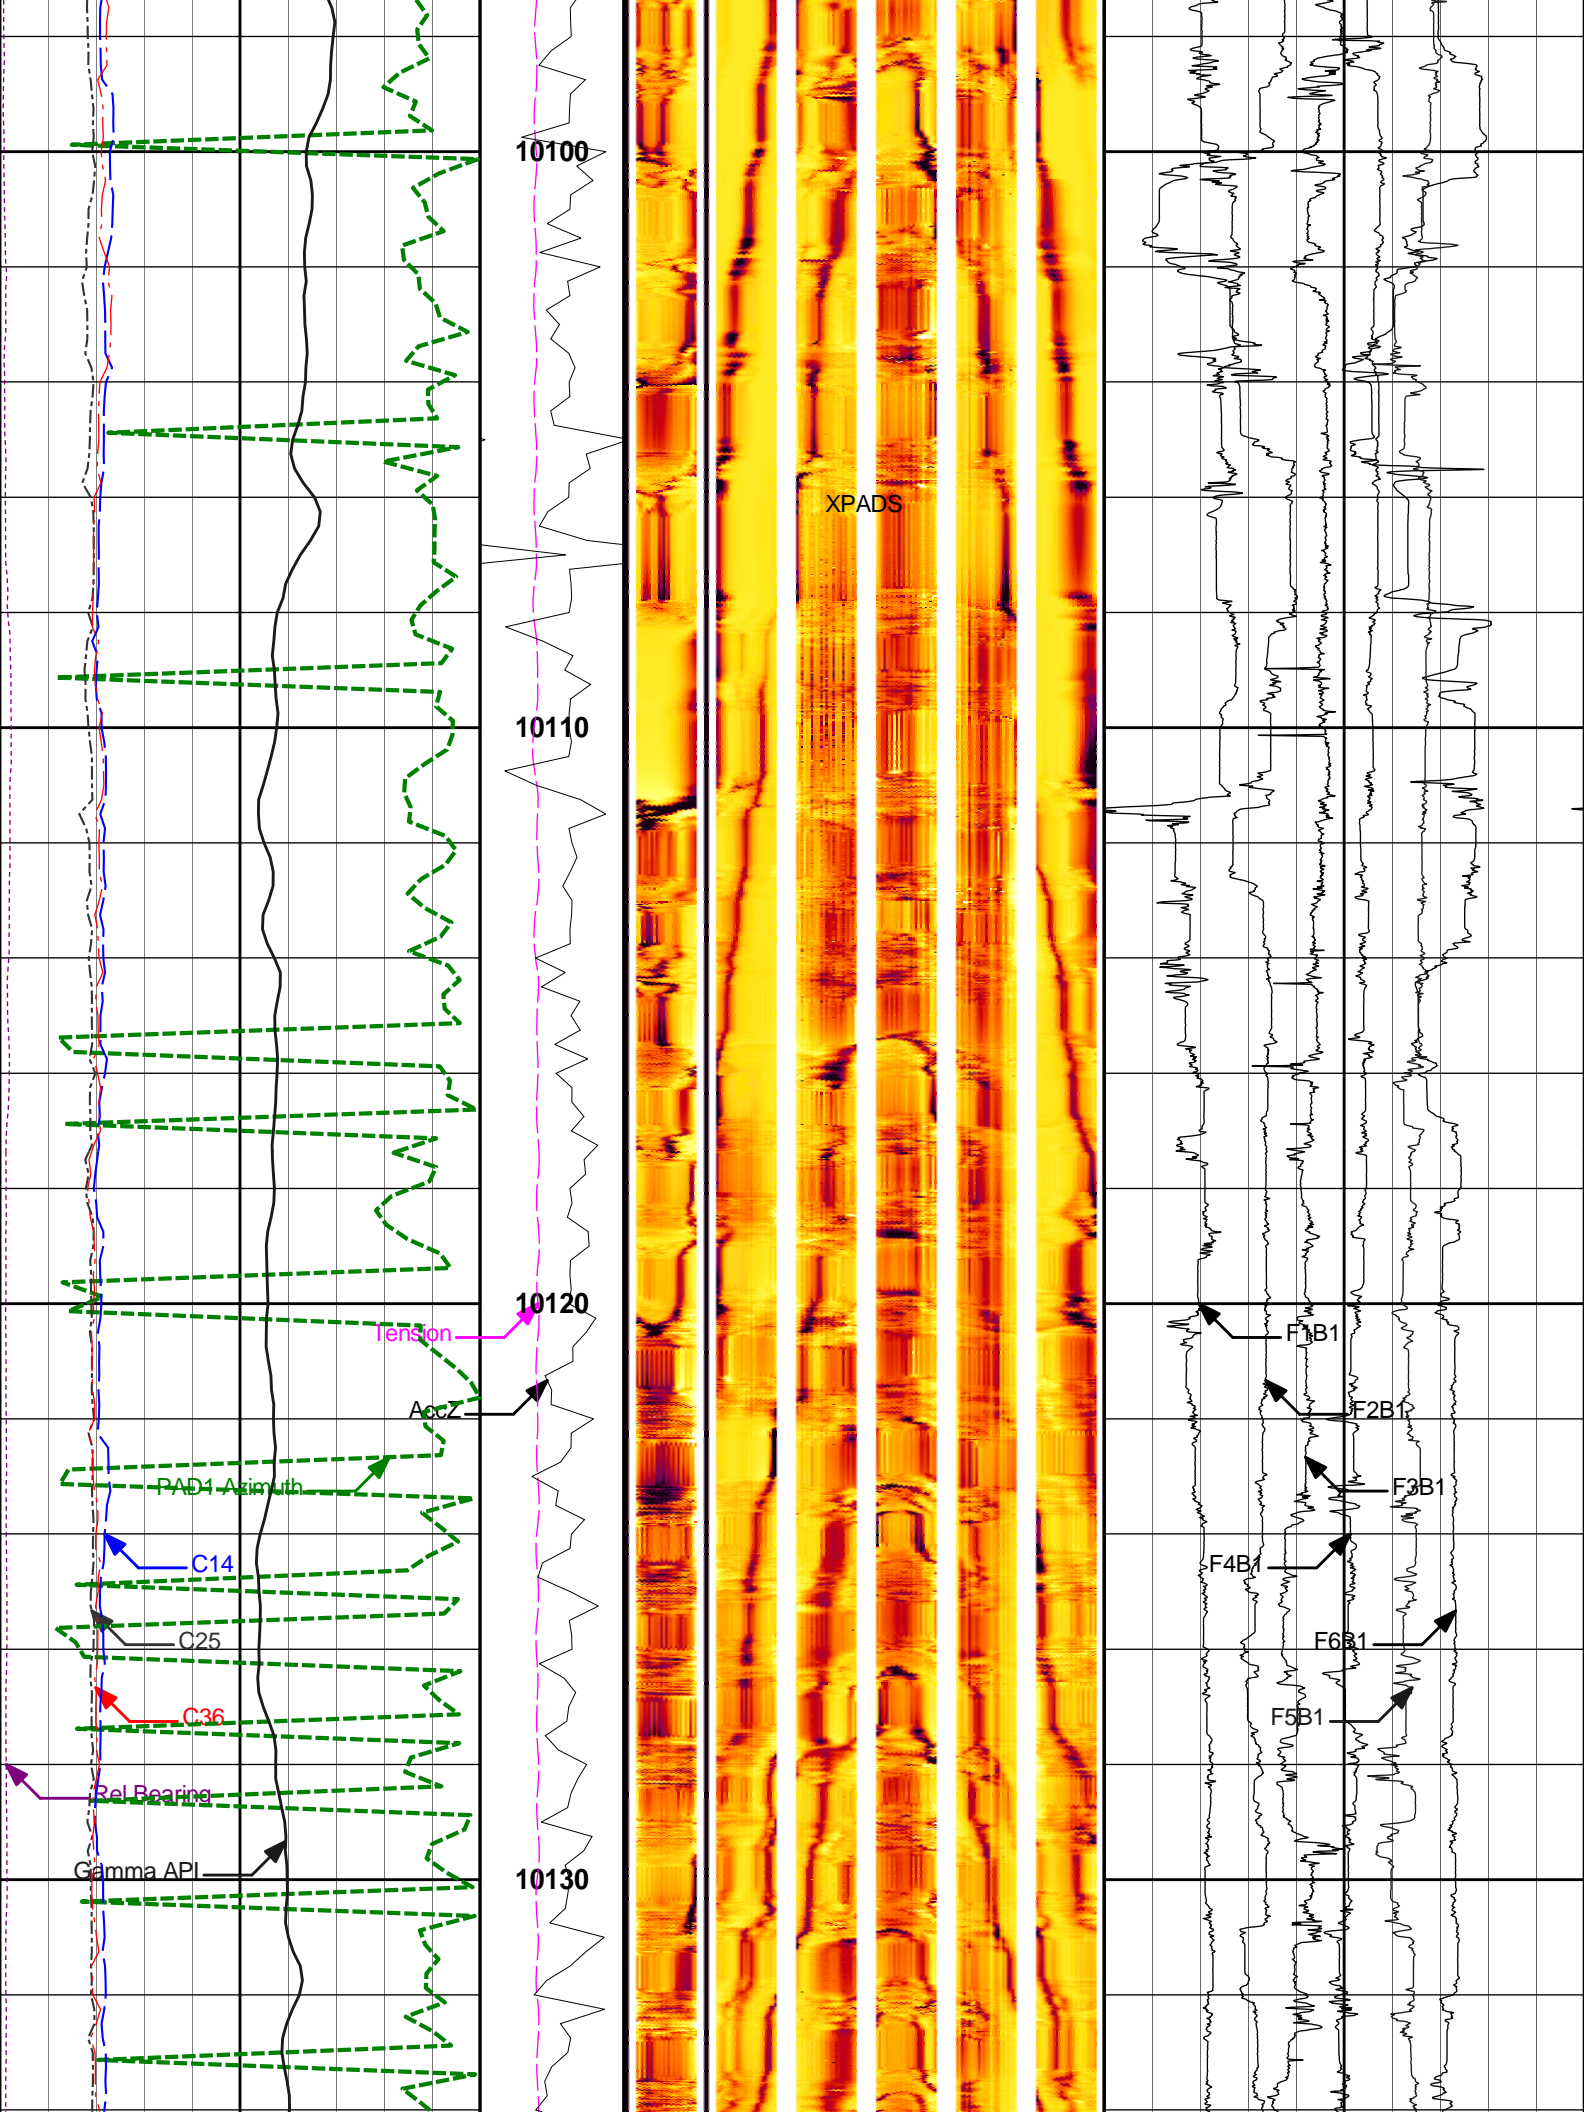 10100
XPADS
10110
10120
Tension
F1B1
AccZ
F2B1
PAD1 Azimuth
F3B1
C14
F4B1
C25
F6B1
C36
F5B1
Rel Bearing
Gamma API
10130